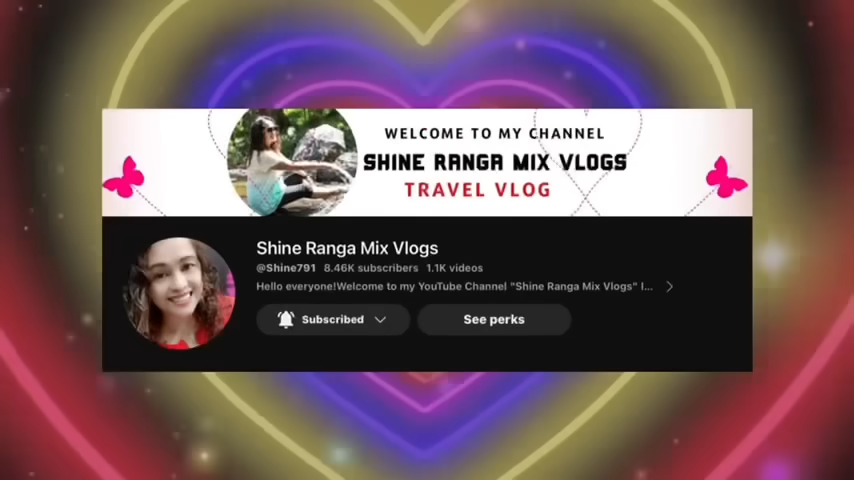 WELCOME TO MY CHANNEL
SHINE RANGA MIX VLOGS
TRAVEL VLOG
Shine Ranga Mix Vlogs
@Shine791 8.46K subscribers 1.1K videos
Hello everyone!Welcome to my YouTube Channel "Shine Ranga Mix Vlogs" I...
Subscribed
See perks